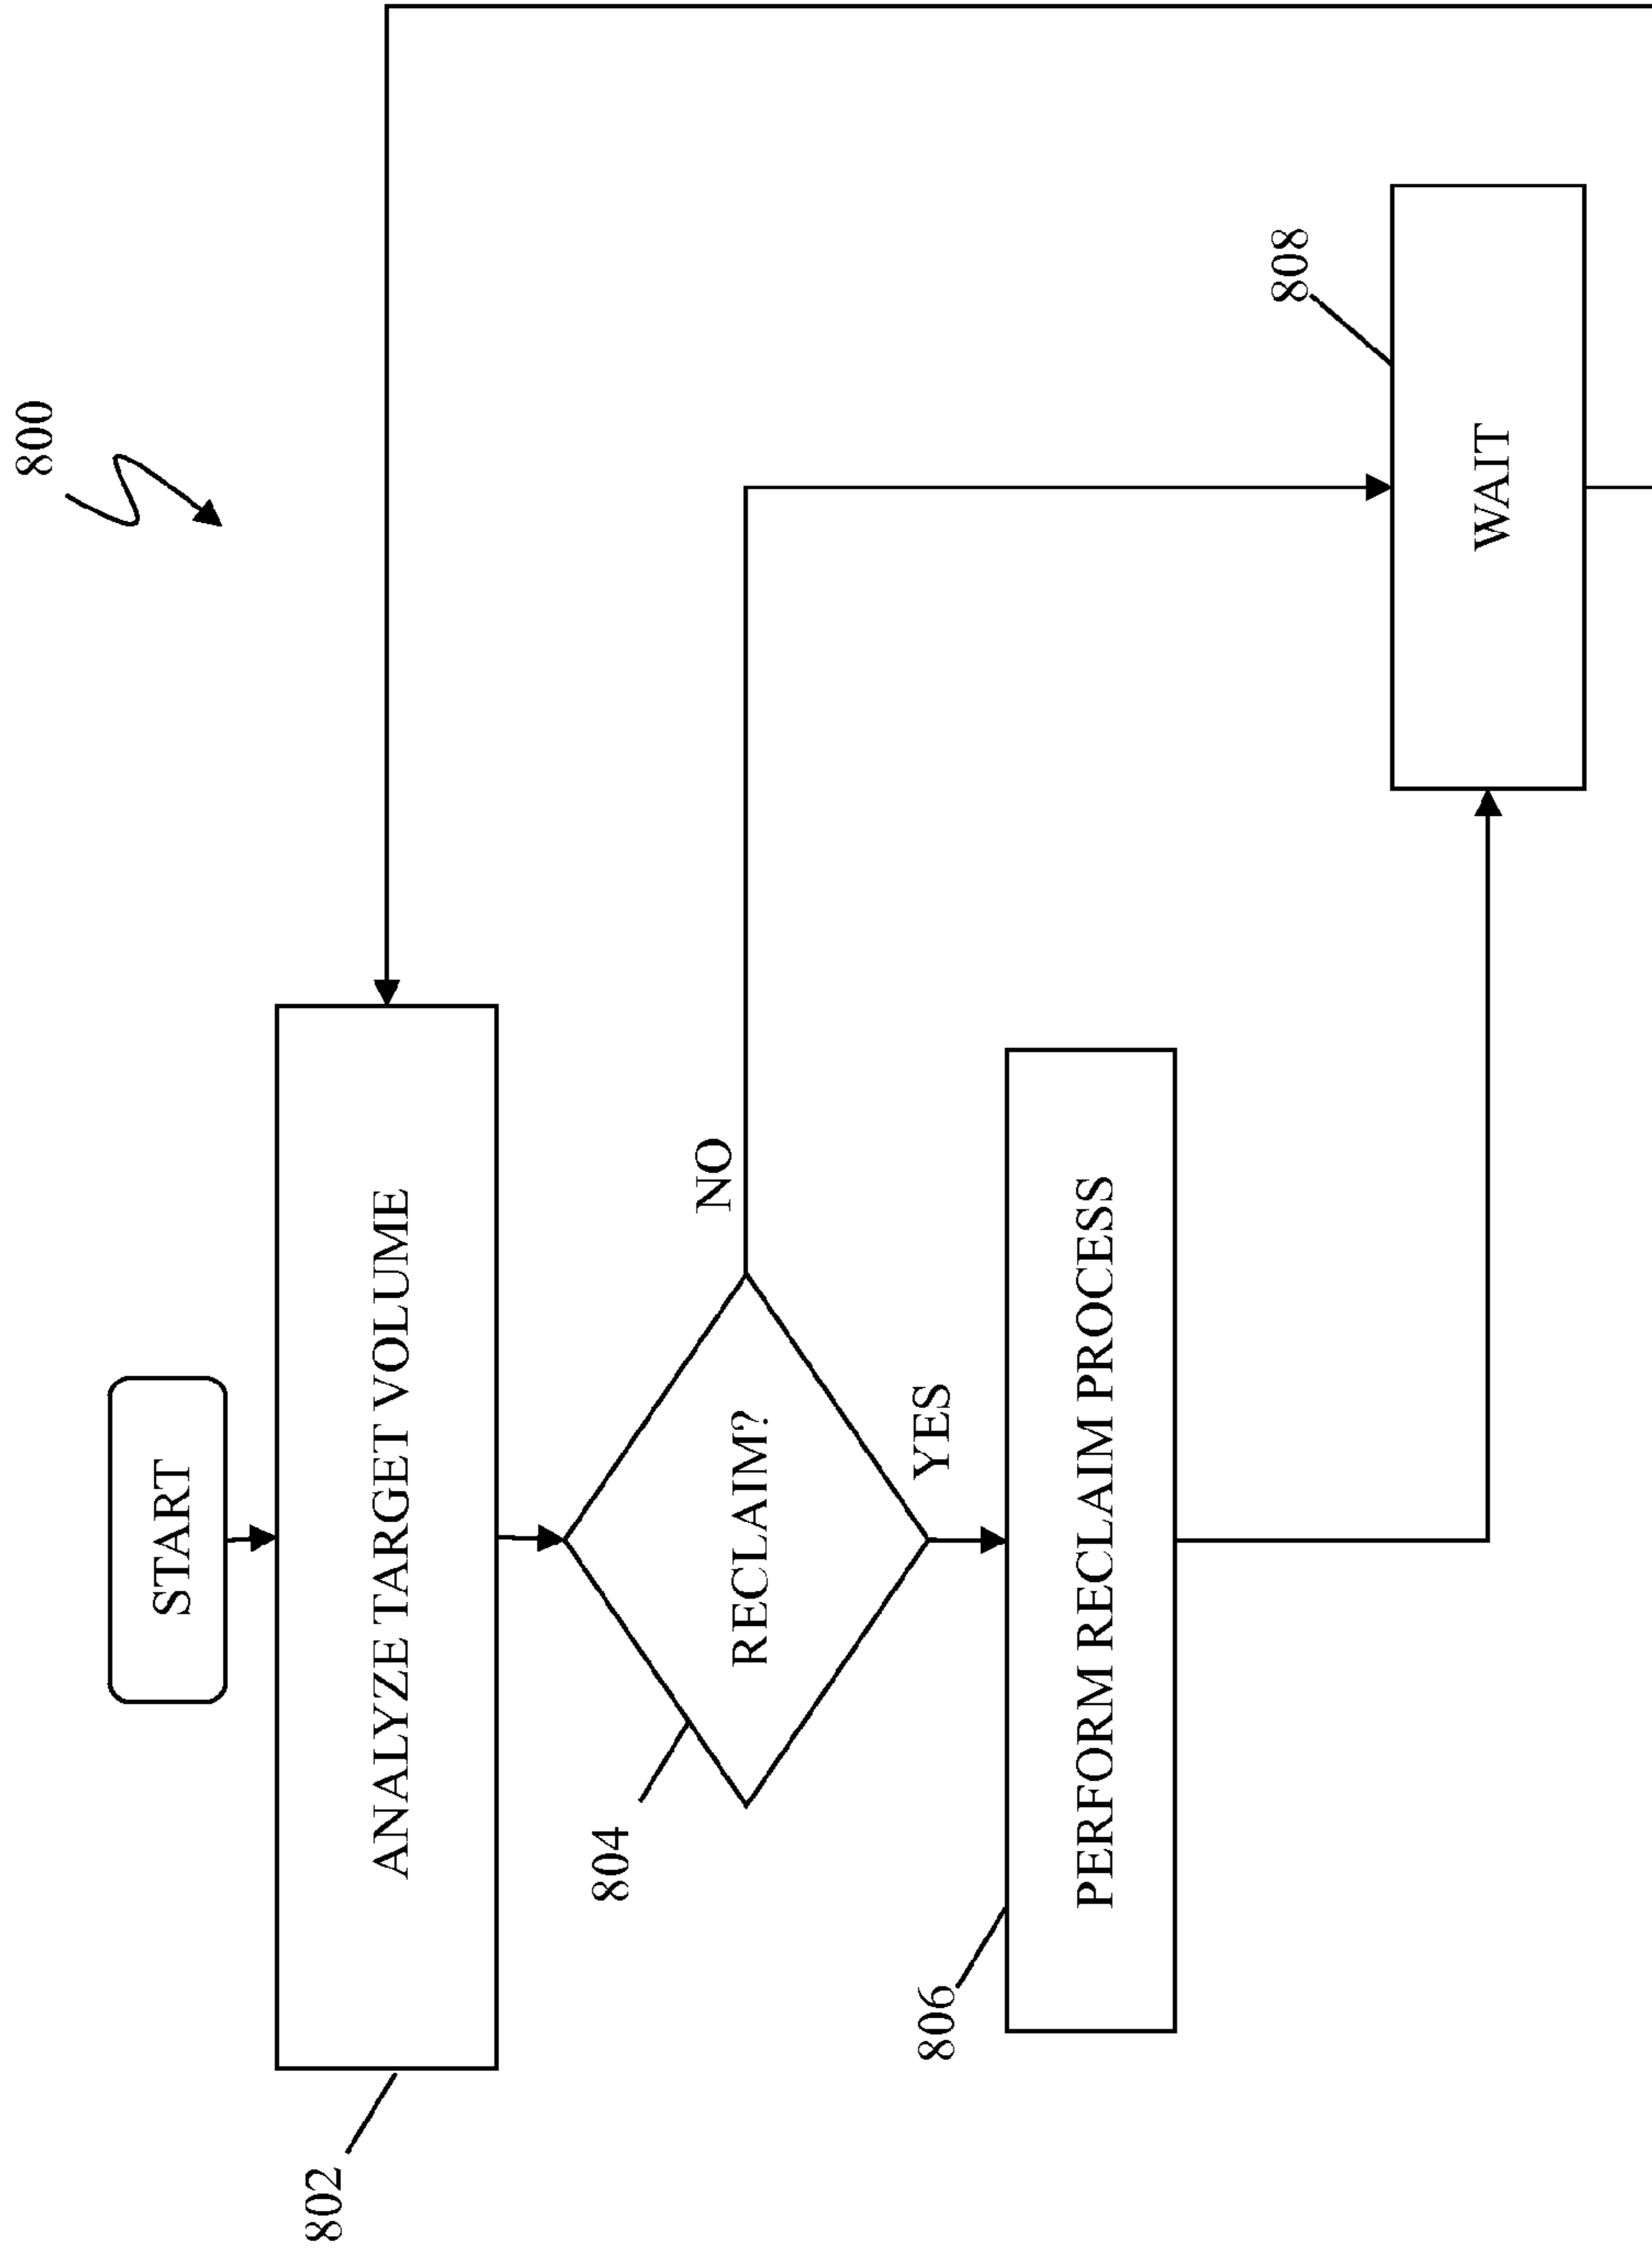 800
START
ANALYZE TARGET VOLUME
802
RECLAIM?
804
NO
YES
PERFORM RECLAIM PROCESS
806
WAIT
808